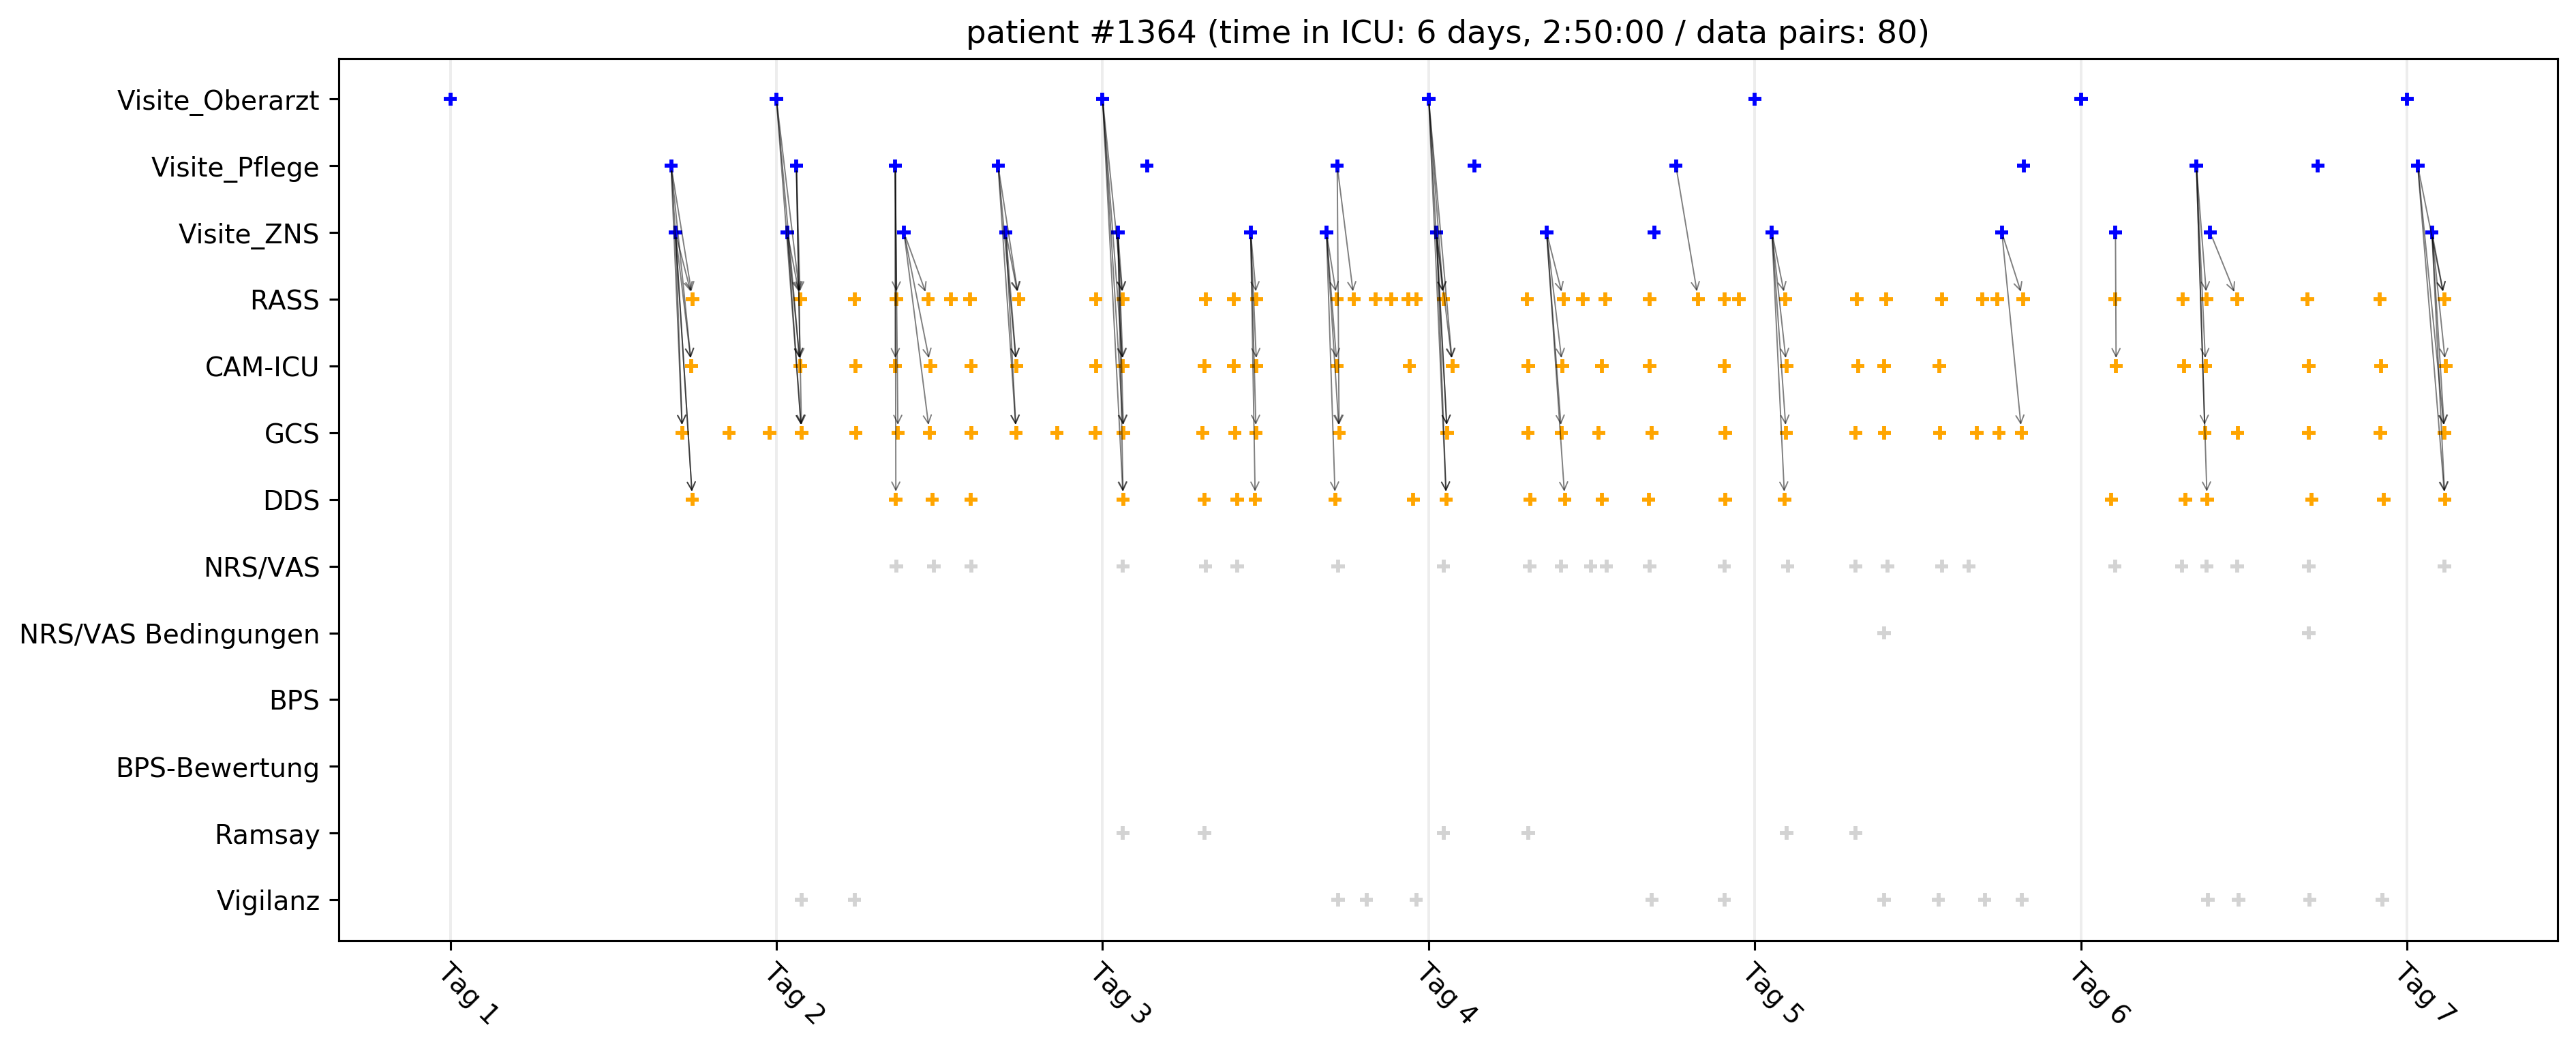 patient #1364 (time in ICU: 6 days, 2:50:00 / data pairs: 80)
Visite_Oberarzt
Visite_Pflege
Visite_ZNS
RASS
CAM-ICU
GCS
DDS
NRS/VAS
NRS/VAS Bedingungen
BPS
BPS-Bewertung
Ramsay
Vigilanz
Tag 1
Tag 2
Tag 3
Tag 4
Tag 5
Tag 6
Tag 7